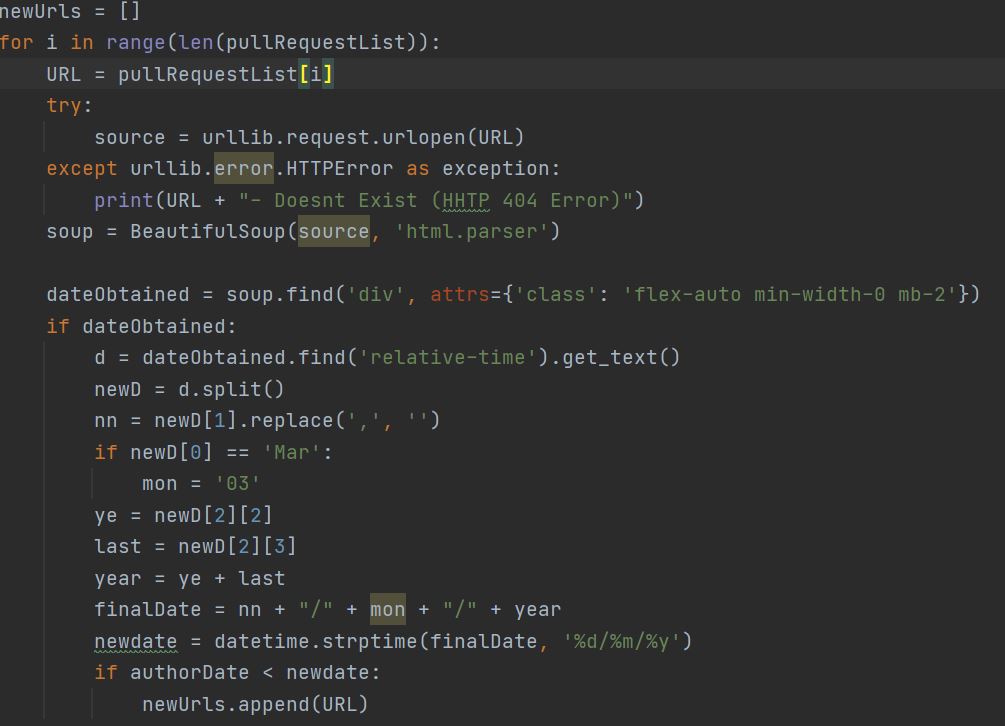 newUrls = []
for i in range(len(pullRequestList)):
    URL = pullRequestList[i]
    try:
        source = urllib.request.urlopen(URL)
    except urllib.error.HTTPError as exception:
        print(URL + "- Doesnt Exist (HHTP 404 Error)")
    soup = BeautifulSoup(source, 'html.parser')

    dateObtained = soup.find('div', attrs={'class': 'flex-auto min-width-0 mb-2'})
    if dateObtained:
        d = dateObtained.find('relative-time').get_text()
        newD = d.split()
        nn = newD[1].replace(',', '')
        if newD[0] == 'Mar':
            mon = '03'
        ye = newD[2][2]
        last = newD[2][3]
        year = ye + last
        finalDate = nn + "/" + mon + "/" + year
        newdate = datetime.strptime(finalDate, '%d/%m/%y')
        if authorDate < newdate:
            newUrls.append(URL)